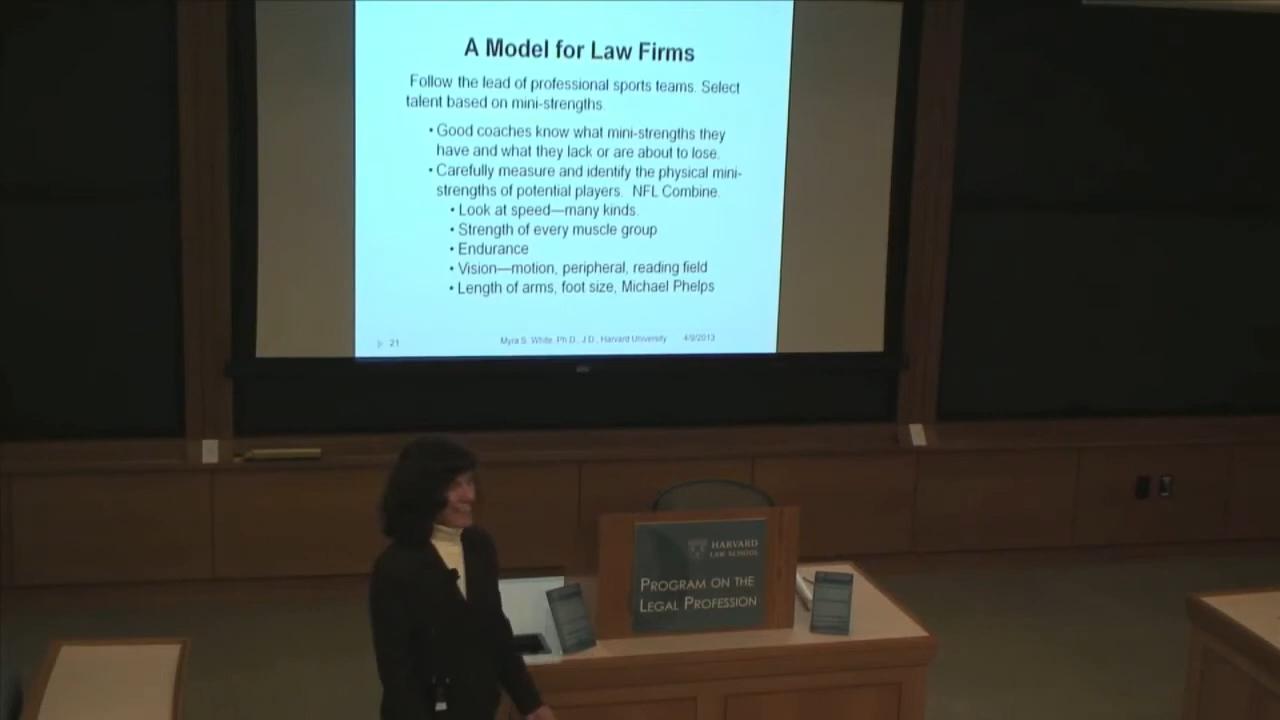 A Model for Law Firms
Follow the lead of professional sports teams. Select
talent based on mini-strengths.
• Good coaches know what mini-strengths they
have and what they lack or are about to lose.
• Carefully measure and identify the physical mini-
strengths of potential players. NFL Combine.
• Look at speed—many kinds.
• Strength of every muscle group
• Endurance
• Vision—motion, peripheral, reading field
• Length of arms, foot size, Michael Phelps
21 Myra S. White, Ph.D., J.D., Harvard University 4/9/2013
HARVARD
LAW SCHOOL
PROGRAM ON THE
LEGAL PROFESSION